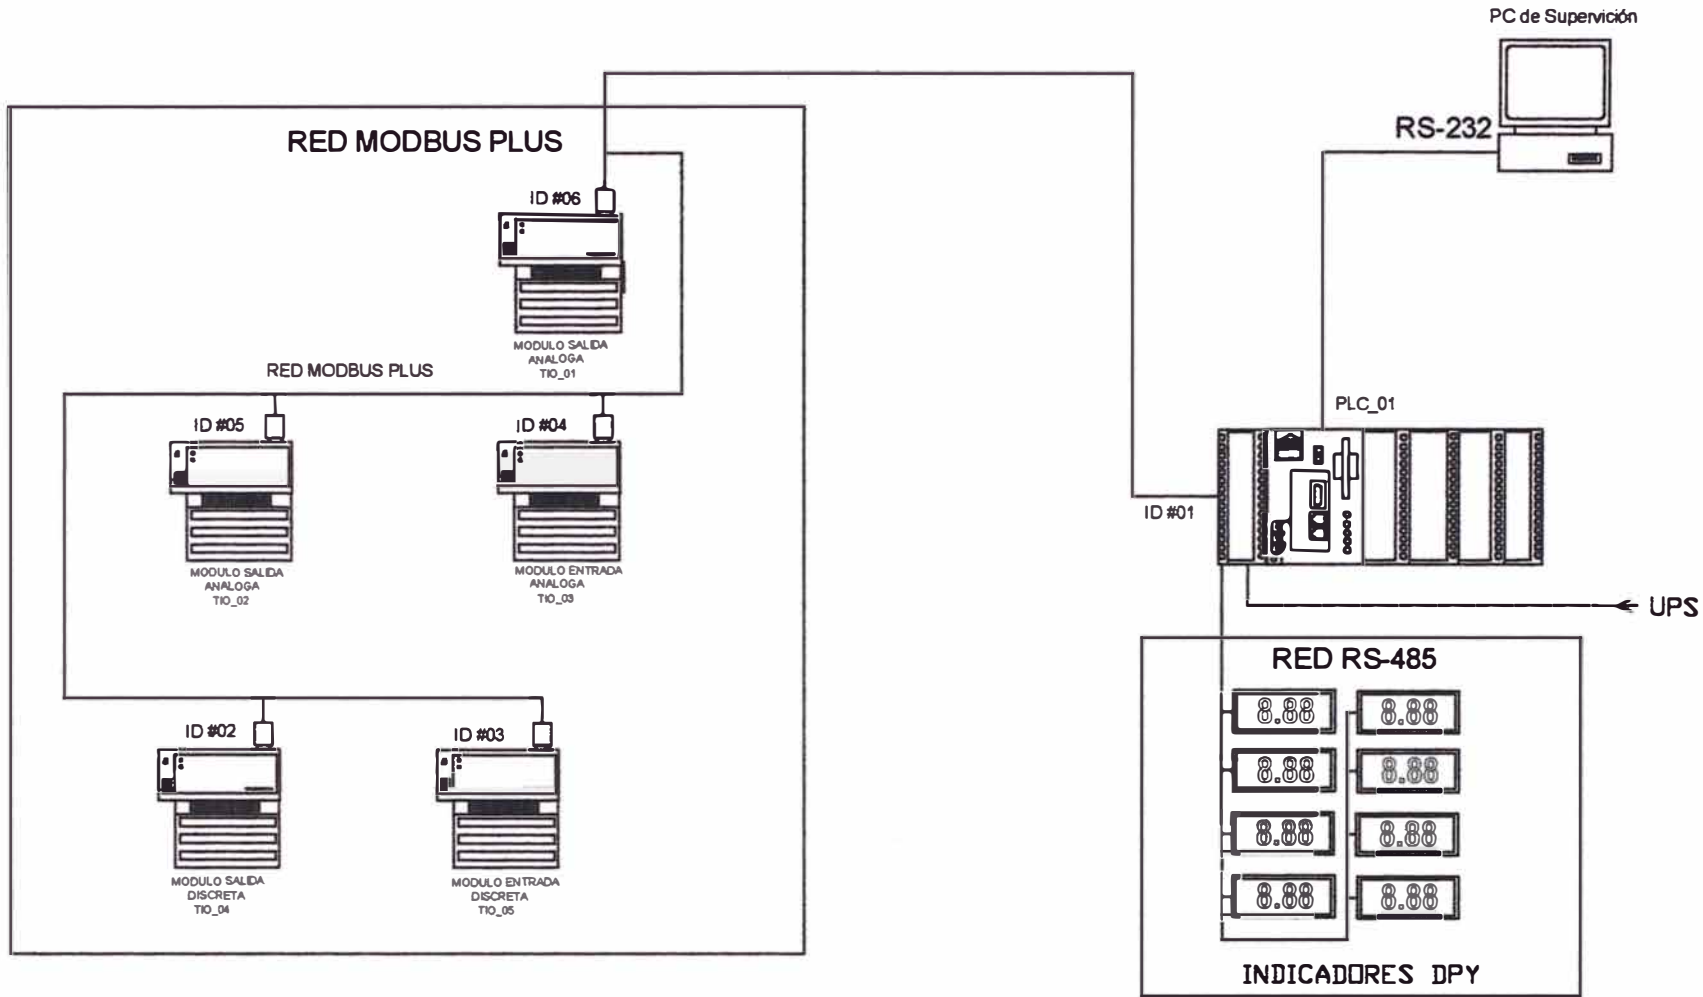 PC de Supervición
RS-232
RED MODBUS PLUS
ID #06
MODULO SALIDA
ANALOGA
TIO_01
RED MODBUS PLUS
ID #05
MODULO SALIDA
ANALOGA
TIO_02
ID #04
MODULO ENTRADA
ANALOGA
TIO_03
ID #02
MODULO SALIDA
DISCRETA
TIO_04
ID #03
MODULO ENTRADA
DISCRETA
TIO_05
PLC_01
ID #01
UPS
RED RS-485
8.88 8.88
8.88 8.88
8.88 8.88
8.88 8.88
INDICADORES DPY